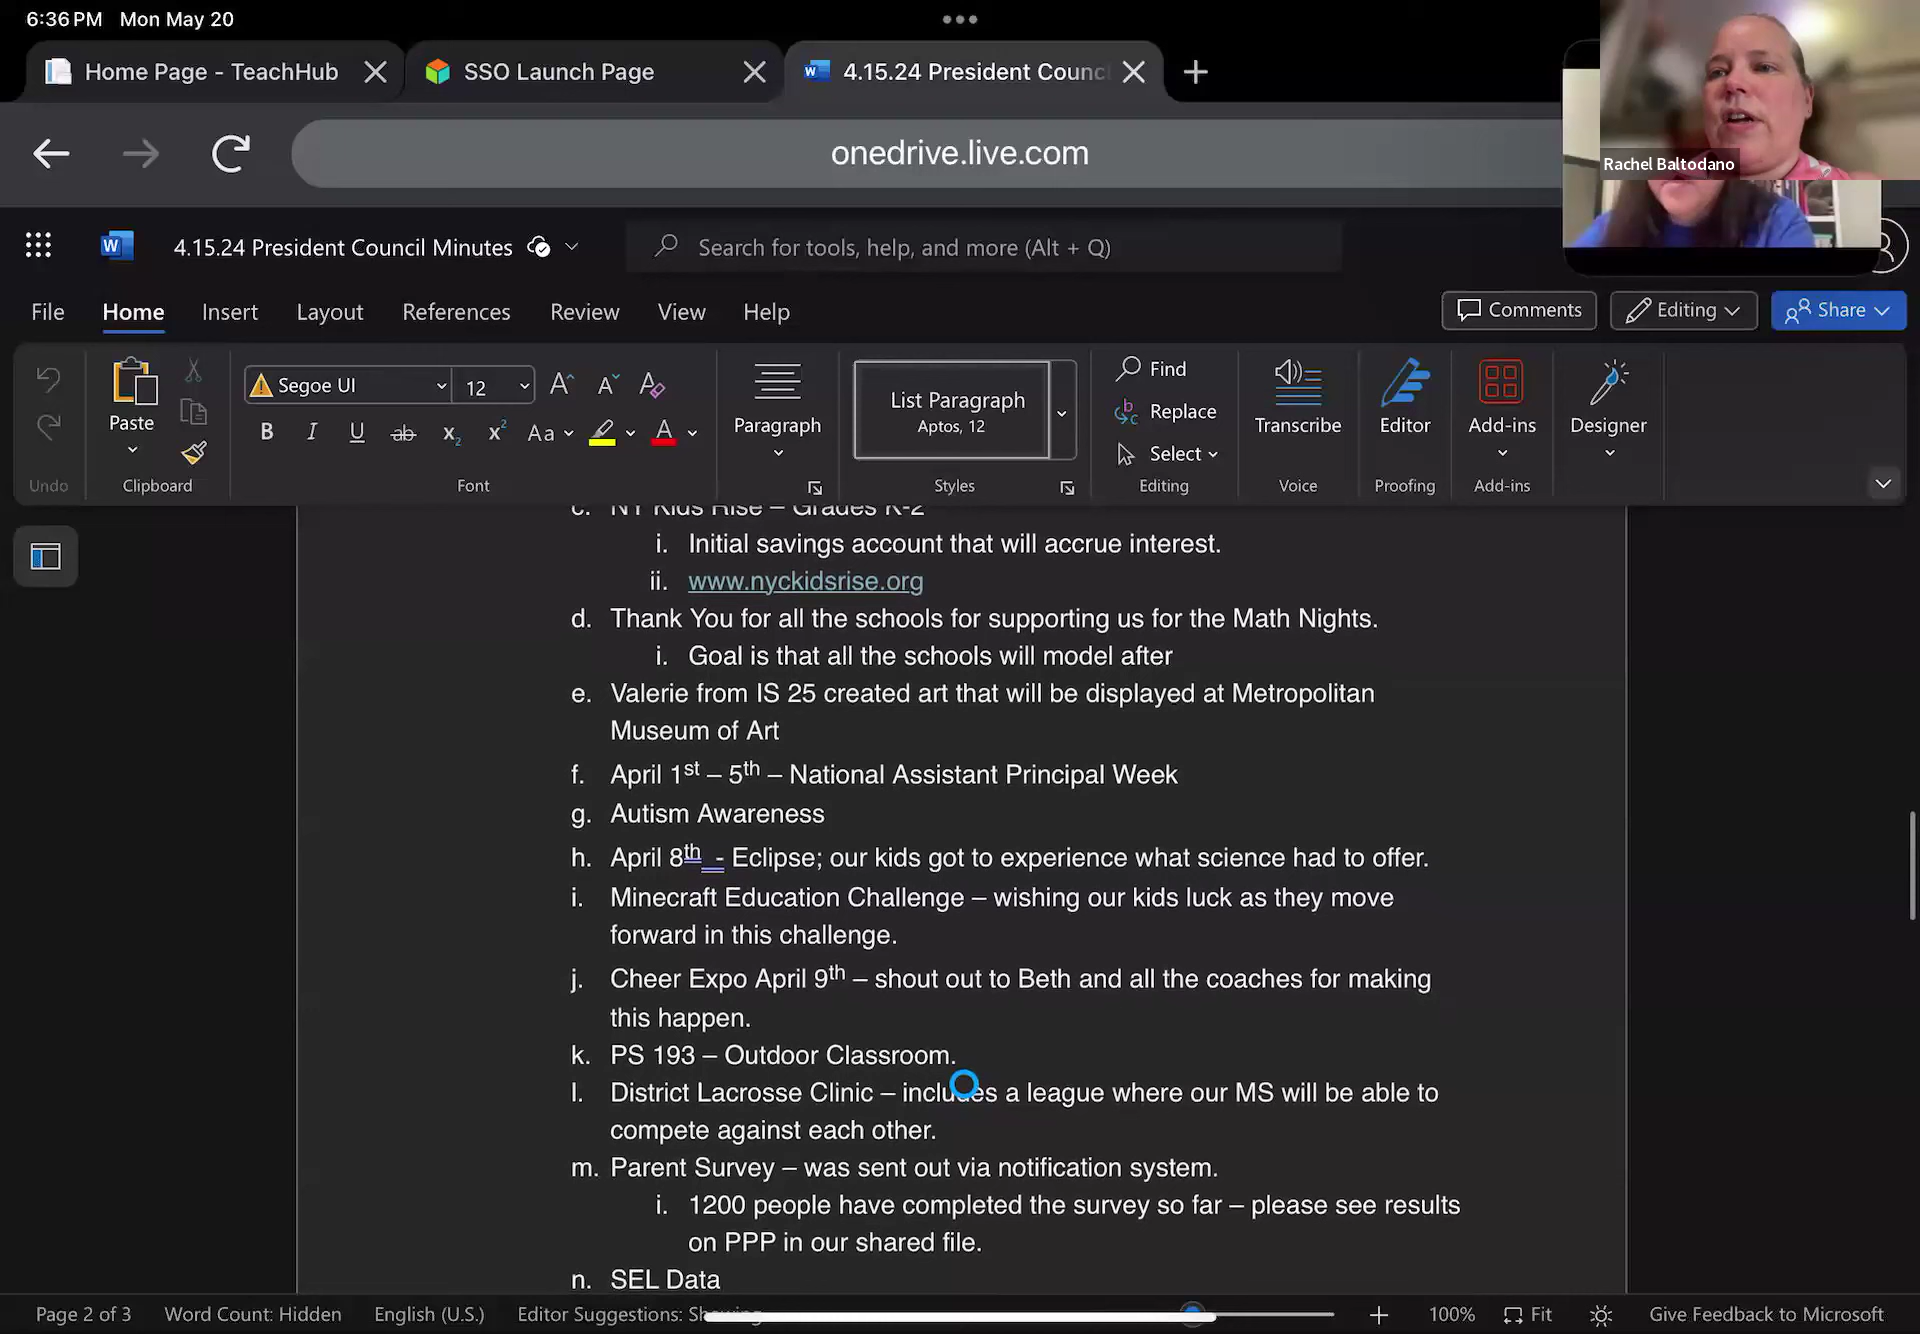 6:36 PM Mon May 20
Home Page - TeachHub
SSO Launch Page
4.15.24 President Counc
onedrive.live.com
Rachel Baltodano
4.15.24 President Council Minutes
Search for tools, help, and more (Alt + Q)
File Home Insert Layout References Review View Help
Comments Editing Share
Segoe UI 12
Paste
Aa
Paragraph
List Paragraph
Aptos, 12
Find
Replace
Select
Transcribe
Editor
Add-ins
Designer
Undo Clipboard Font Styles Editing Voice Proofing Add-ins
c. NY Kids Rise – Grades K-2
i. Initial savings account that will accrue interest.
ii. www.nyckidsrise.org
d. Thank You for all the schools for supporting us for the Math Nights.
i. Goal is that all the schools will model after
e. Valerie from IS 25 created art that will be displayed at Metropolitan
Museum of Art
f. April 1st – 5th – National Assistant Principal Week
g. Autism Awareness
h. April 8th - Eclipse; our kids got to experience what science had to offer.
i. Minecraft Education Challenge – wishing our kids luck as they move
forward in this challenge.
j. Cheer Expo April 9th – shout out to Beth and all the coaches for making
this happen.
k. PS 193 – Outdoor Classroom.
l. District Lacrosse Clinic – includes a league where our MS will be able to
compete against each other.
m. Parent Survey – was sent out via notification system.
i. 1200 people have completed the survey so far – please see results
on PPP in our shared file.
n. SEL Data
Page 2 of 3 Word Count: Hidden English (U.S.) Editor Suggestions: Showing 100% Fit Give Feedback to Microsoft